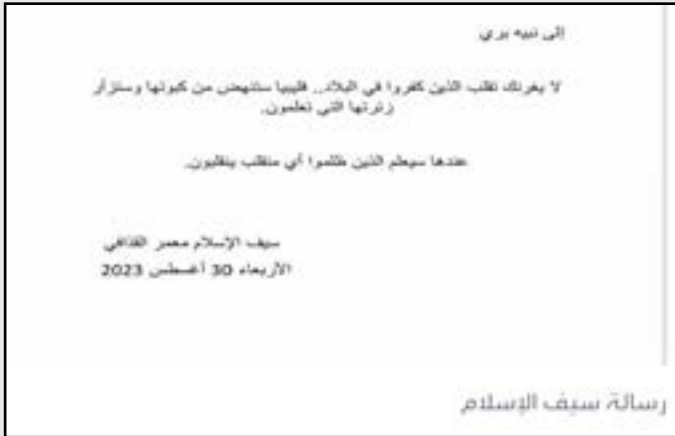 إلى نبيه بري
لا يغرنك تقلب الذين كفروا في البلاد.. فليبيا ستنهض من كبوتها وستزأر
زئرتها التي تعلمون.
عندها سيعلم الذين ظلموا أي منقلب ينقلبون.
سيف الإسلام معمر القذافي
الأربعاء 30 أغسطس 2023
رسالة سيف الإسلام